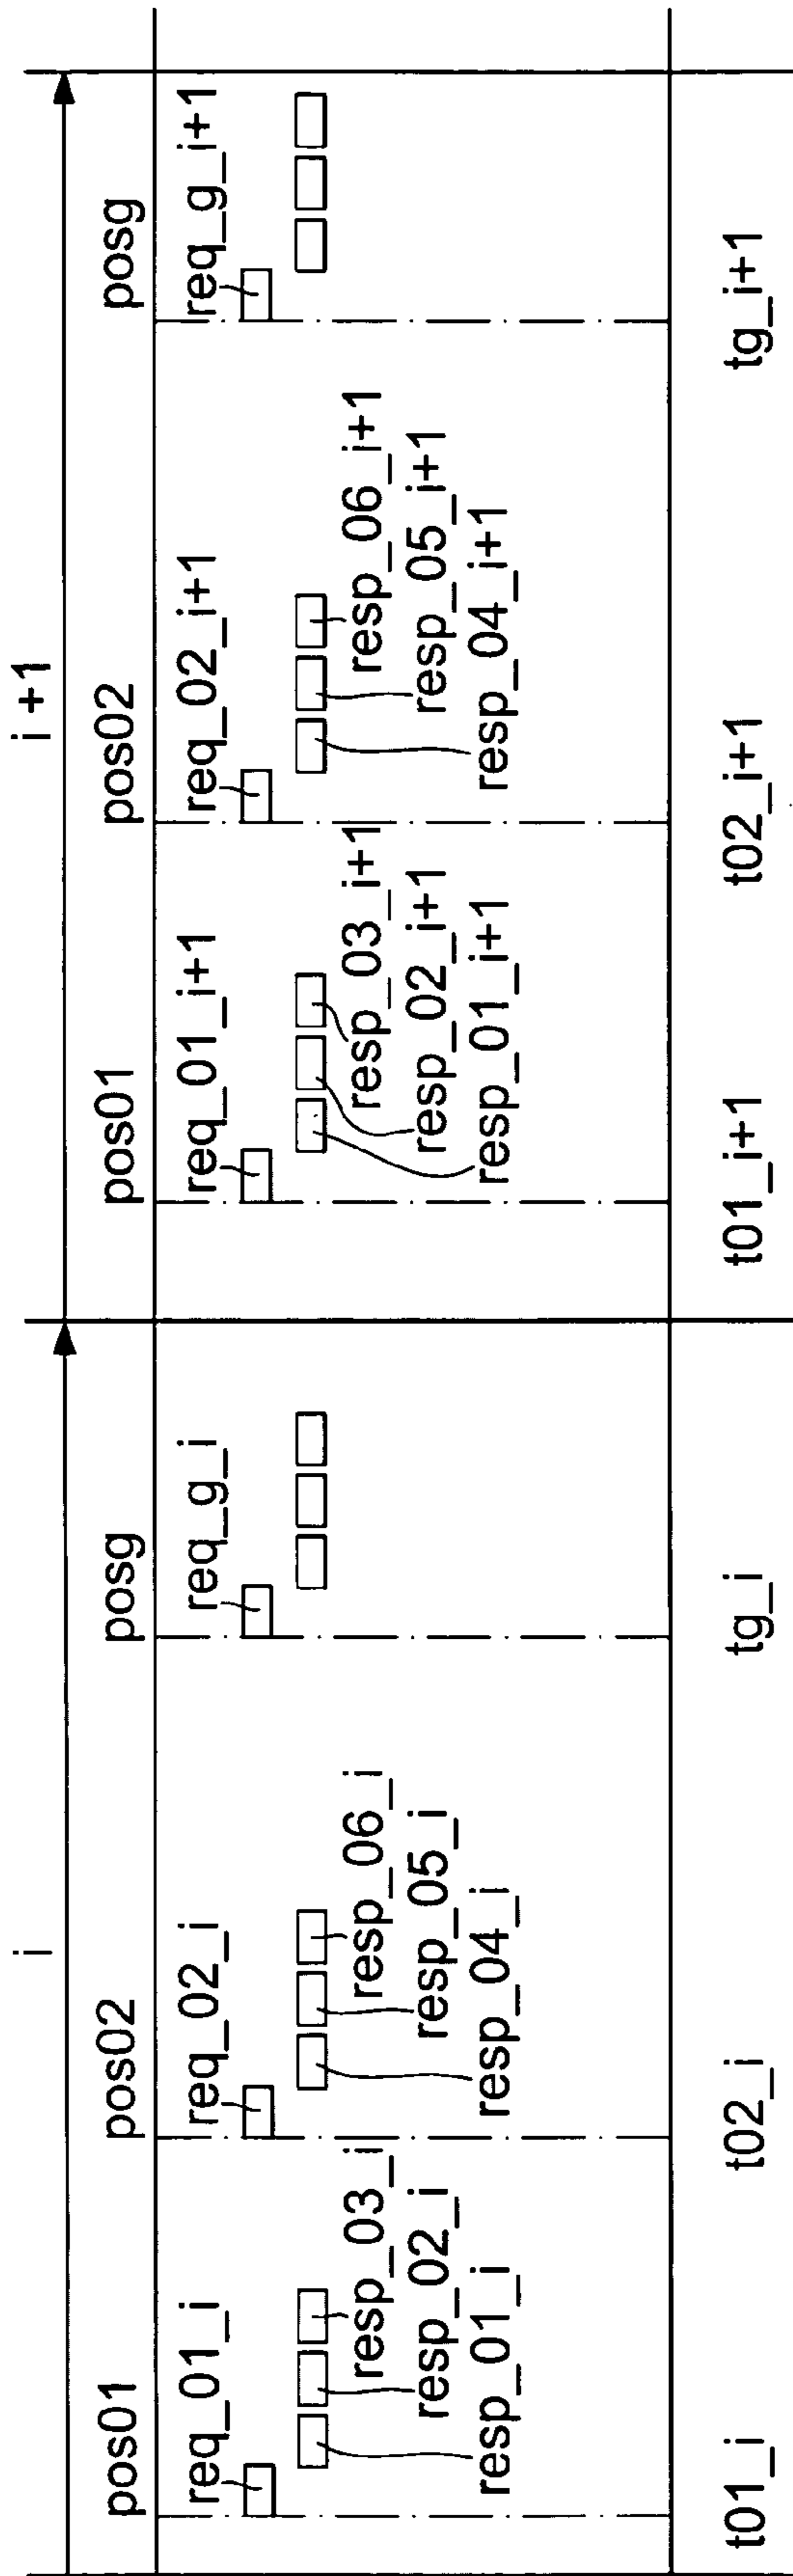 i
i+1
pos01
pos02
posg
pos01
pos02
posg
req_01_i
req_02_i
req_g_i
req_01_i+1
req_02_i+1
req_g_i+1
resp_03_i
resp_06_i
resp_03_i+1
resp_06_i+1
resp_02_i
resp_05_i
resp_02_i+1
resp_05_i+1
resp_01_i
resp_04_i
resp_01_i+1
resp_04_i+1
t01_i
t02_i
tg_i
t01_i+1
t02_i+1
tg_i+1